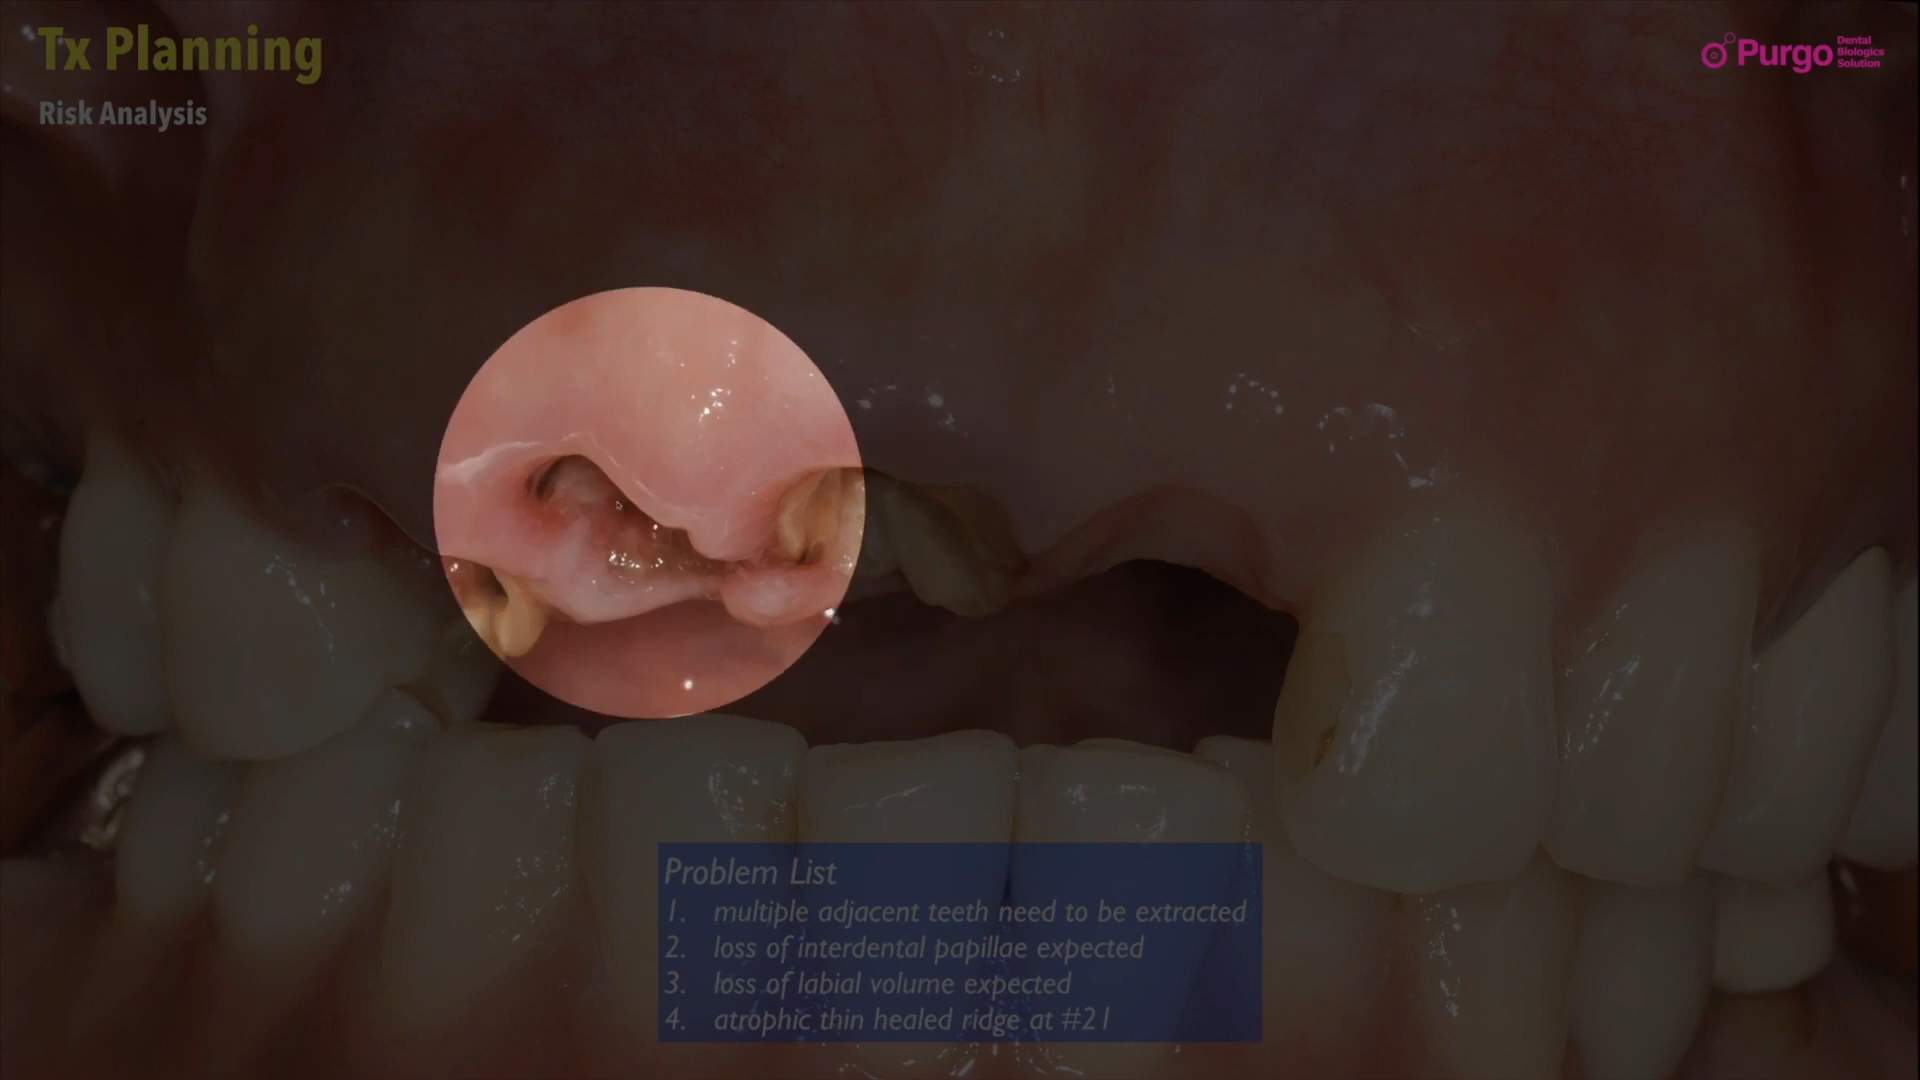 Tx Planning
Risk Analysis
Purgo
Dental
Biologics
Solution
Problem List
1. multiple adjacent teeth need to be extracted
2. loss of interdental papillae expected
3. loss of labial volume expected
4. atrophic thin healed ridge at #21